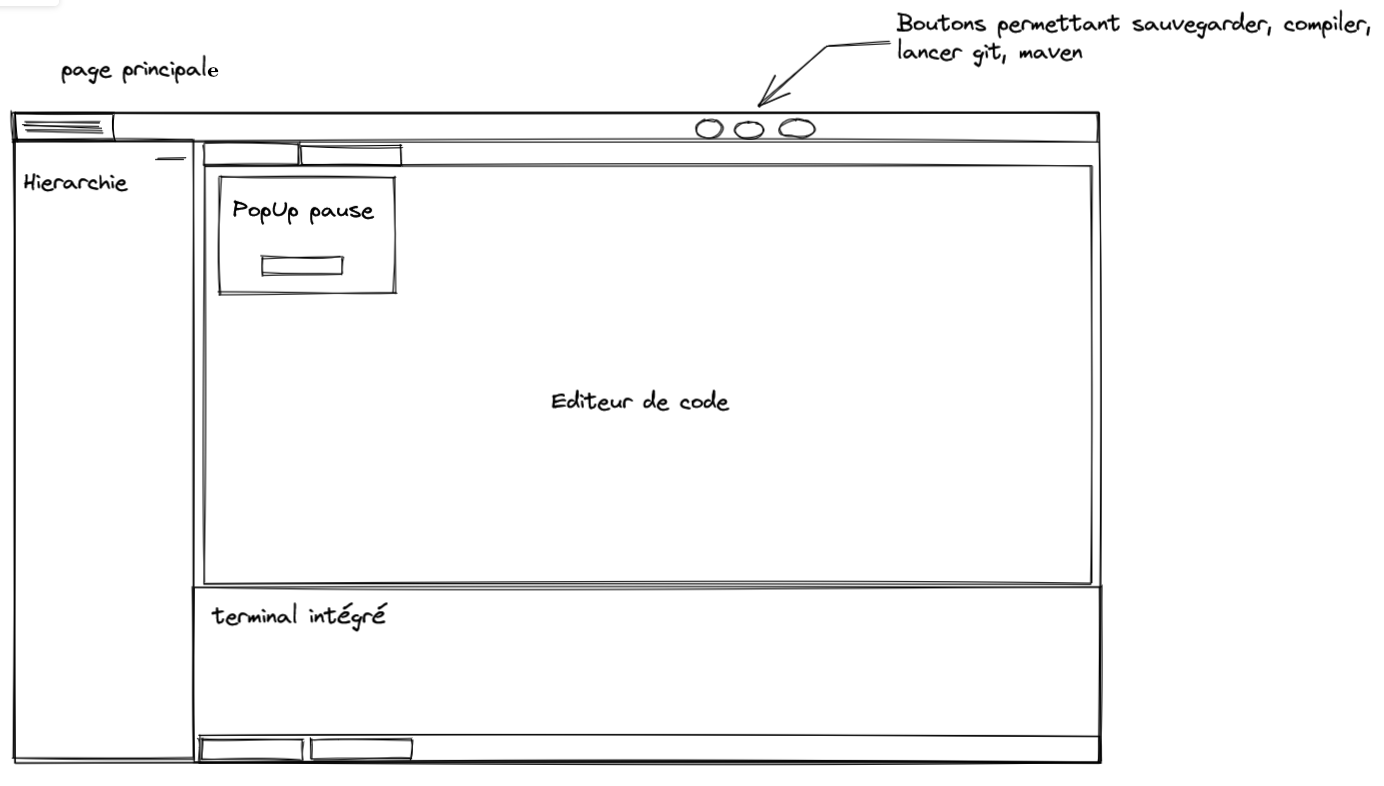 Boutons permettant sauvegarder, compiler,
lancer git, maven
page principale
Hierarchie
PopUp pause
Editeur de code
terminal intégré